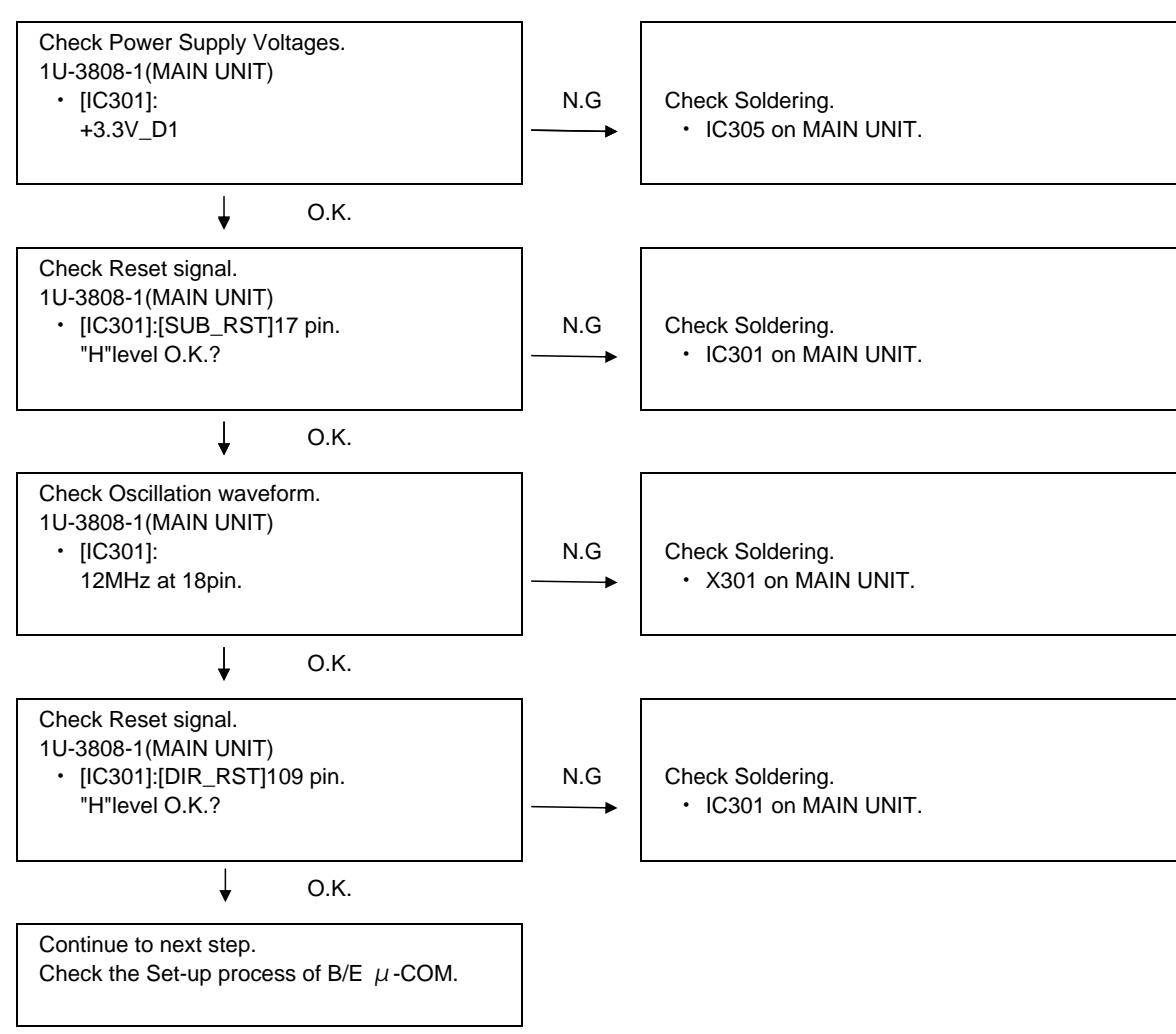 Check Power Supply Voltages.
1U-3808-1(MAIN UNIT)
・ [IC301]:
+3.3V_D1
N.G
Check Soldering.
・ IC305 on MAIN UNIT.
O.K.
Check Reset signal.
1U-3808-1(MAIN UNIT)
・ [IC301]:[SUB_RST]17 pin.
"H"level O.K.?
N.G
Check Soldering.
・ IC301 on MAIN UNIT.
O.K.
Check Oscillation waveform.
1U-3808-1(MAIN UNIT)
・ [IC301]:
12MHz at 18pin.
N.G
Check Soldering.
・ X301 on MAIN UNIT.
O.K.
Check Reset signal.
1U-3808-1(MAIN UNIT)
・ [IC301]:[DIR_RST]109 pin.
"H"level O.K.?
N.G
Check Soldering.
・ IC301 on MAIN UNIT.
O.K.
Continue to next step.
Check the Set-up process of B/E μ-COM.